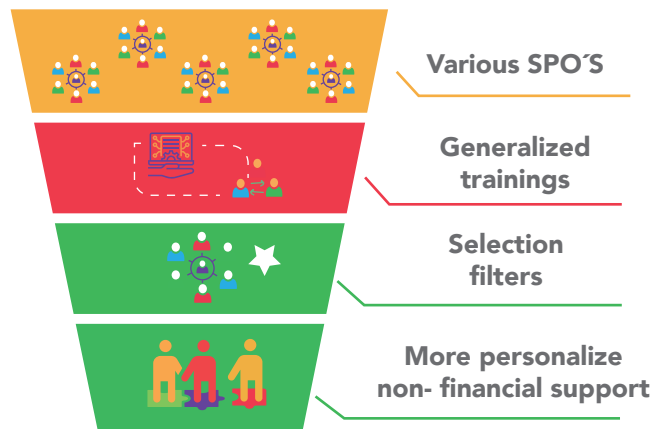 Various SPO´S
Generalized
trainings
Selection
filters
More personalize
non- financial support